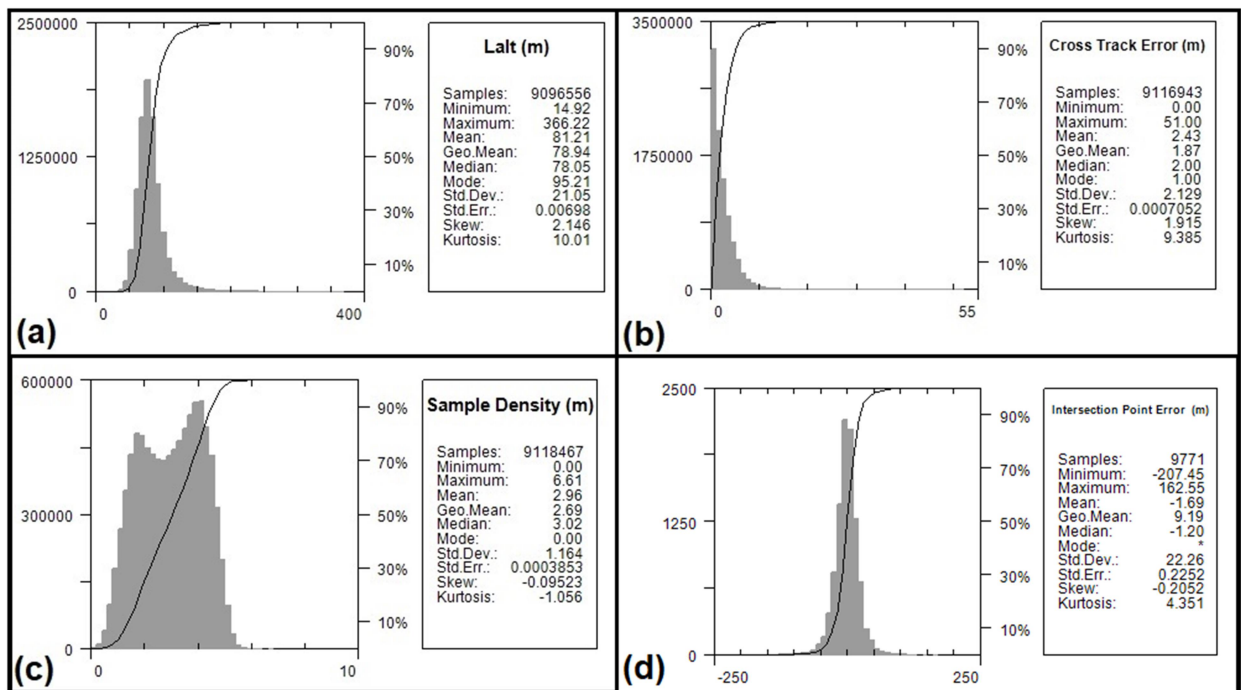 2500000
1250000
0
0
400
90%
70%
50%
30%
10%
Lalt (m)
Samples: 9096556
Minimum: 14.92
Maximum: 366.22
Mean: 81.21
Geo.Mean: 78.94
Median: 78.05
Mode: 95.21
Std.Dev.: 21.05
Std.Err.: 0.00698
Skew: 2.146
Kurtosis: 10.01
(a)
3500000
1750000
0
0
55
90%
70%
50%
30%
10%
Cross Track Error (m)
Samples: 9116943
Minimum: 0.00
Maximum: 51.00
Mean: 2.43
Geo.Mean: 1.87
Median: 2.00
Mode: 1.00
Std.Dev.: 2.129
Std.Err.: 0.0007052
Skew: 1.915
Kurtosis: 9.385
(b)
600000
300000
0
0
10
90%
70%
50%
30%
10%
Sample Density (m)
Samples: 9118467
Minimum: 0.00
Maximum: 6.61
Mean: 2.96
Geo.Mean: 2.69
Median: 3.02
Mode: 0.00
Std.Dev.: 1.164
Std.Err.: 0.0003853
Skew: -0.09523
Kurtosis: -1.056
(c)
2500
1250
0
-250
250
90%
70%
50%
30%
10%
Intersection Point Error (m)
Samples: 9771
Minimum: -207.45
Maximum: 162.55
Mean: -1.69
Geo.Mean: 9.19
Median: -1.20
Mode: *
Std.Dev.: 22.26
Std.Err.: 0.2252
Skew: -0.2052
Kurtosis: 4.351
(d)